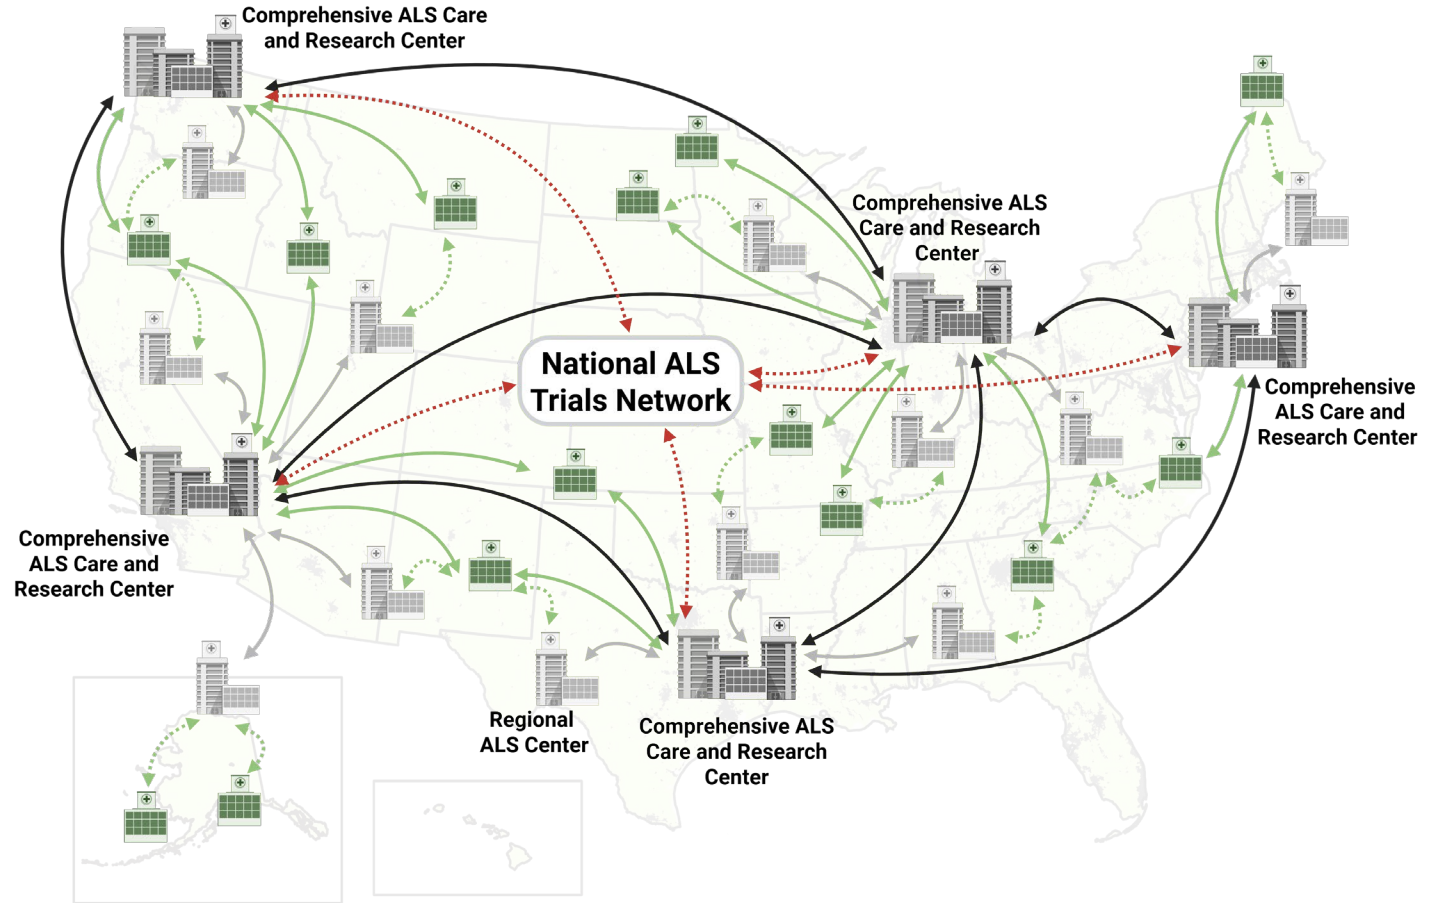 Comprehensive ALS Care
and Research Center
Comprehensive ALS
Care and Research
Center
National ALS
Trials Network
Comprehensive
ALS Care and
Research Center
Comprehensive
ALS Care and
Research Center
Regional
ALS Center
Comprehensive ALS
Care and Research
Center